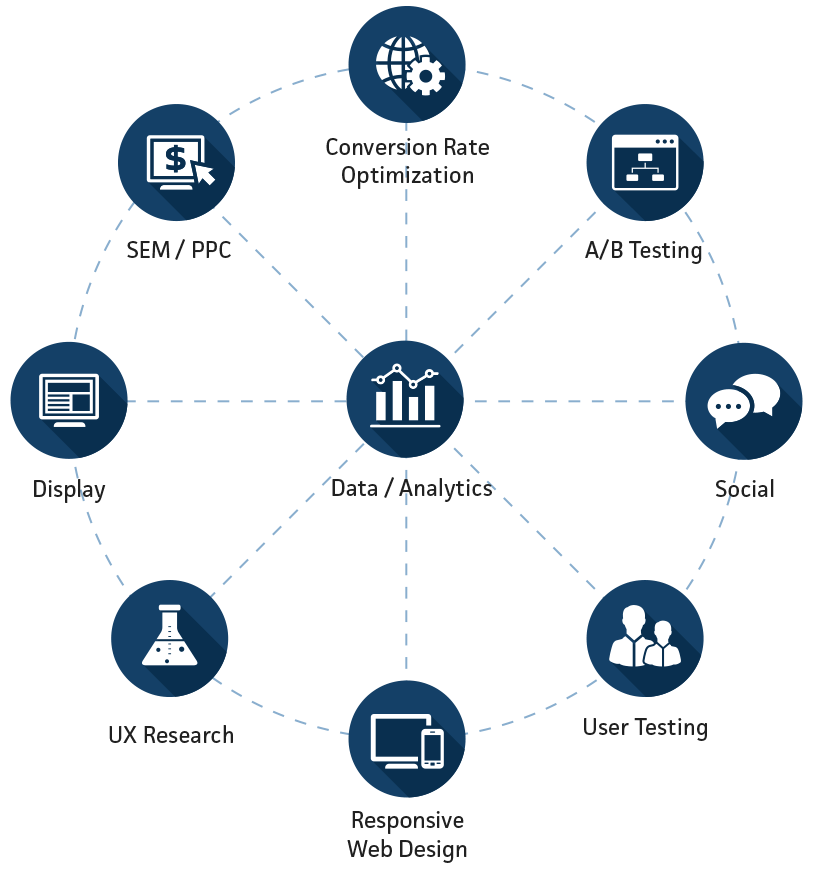 Conversion Rate
Optimization
$
SEM / PPC
A/B Testing
Display
Data / Analytics
Social
UX Research
User Testing
Responsive
Web Design